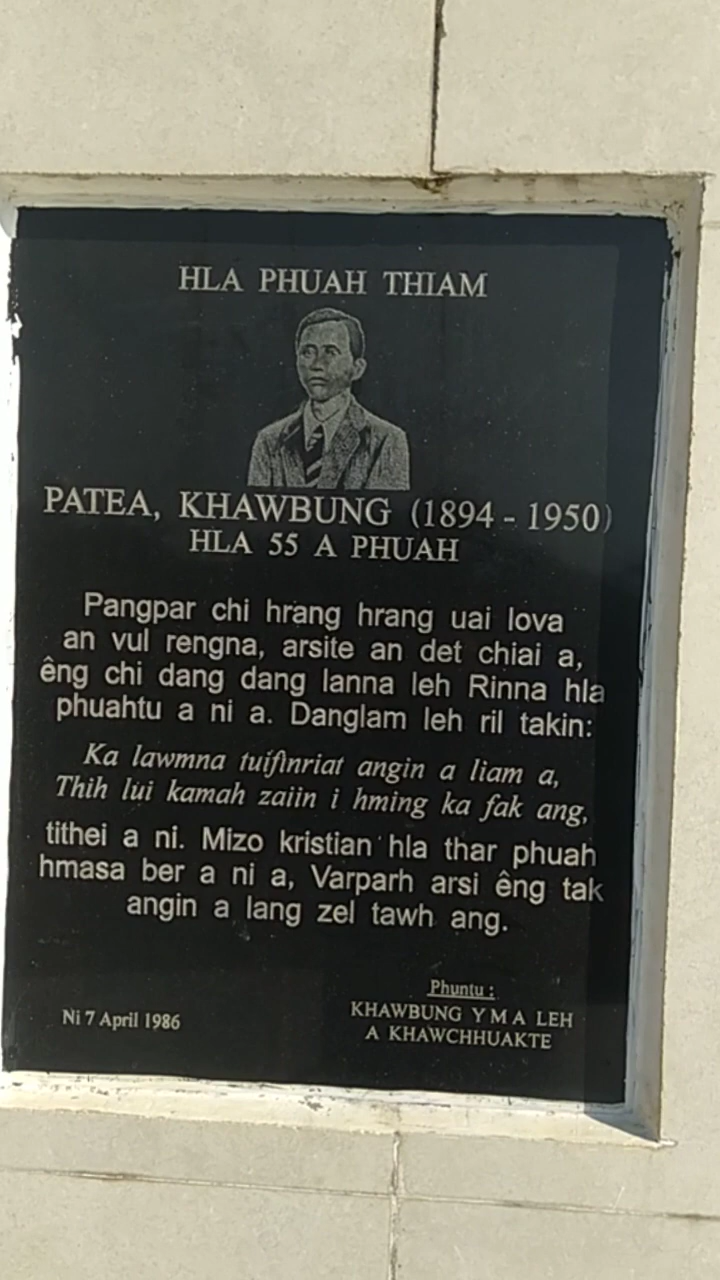 HLA PHUAH THIAM
PATEA, KHAWBUNG (1894 - 1950)
HLA 55 A PHUAH
Pangpar chi hrang hrang uai lova
an vul rengna, arsite an det chiai a,
êng chi dang dang lanna leh Rinna hla
phuahtu a ni a. Danglam leh ril takin:
Ka lawmna tuifinriat angin a liam a,
Thih lui kamah zaiin i hming ka fak ang,
tithei a ni. Mizo kristian hla thar phuah
hmasa ber a ni a, Varparh arsi êng tak
angin a lang zel tawh ang.
Phuntu :
Ni 7 April 1986
KHAWBUNG Y M A LEH
A KHAWCHHUAKTE